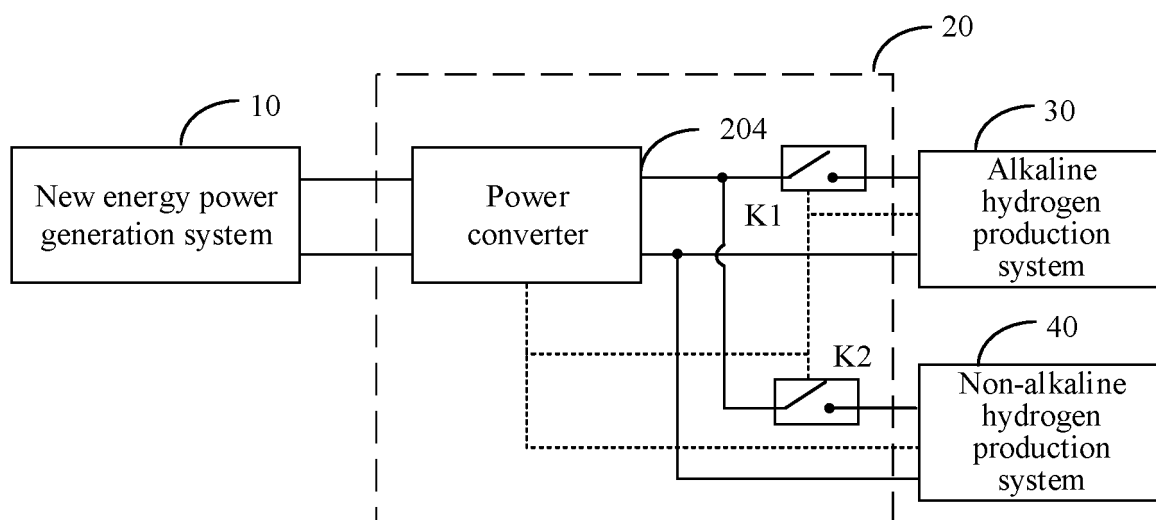 20
10
204
30
New energy power
generation system
Power
converter
K1
Alkaline
hydrogen
production
system
40
K2
Non-alkaline
hydrogen
production
system